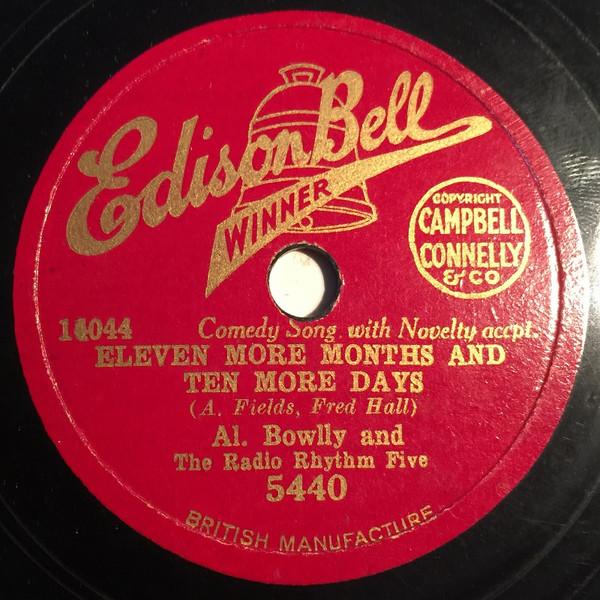 Edison Bell
WINNER
COPYRIGHT
CAMPBELL
CONNELLY
& CO
Comedy Song with Novelty accpt.
ELEVEN MORE MONTHS AND
TEN MORE DAYS
(A. Fields, Fred Hall)
Al. Bowlly and
The Radio Rhythm Five
5440
BRITISH MANUFACTURE